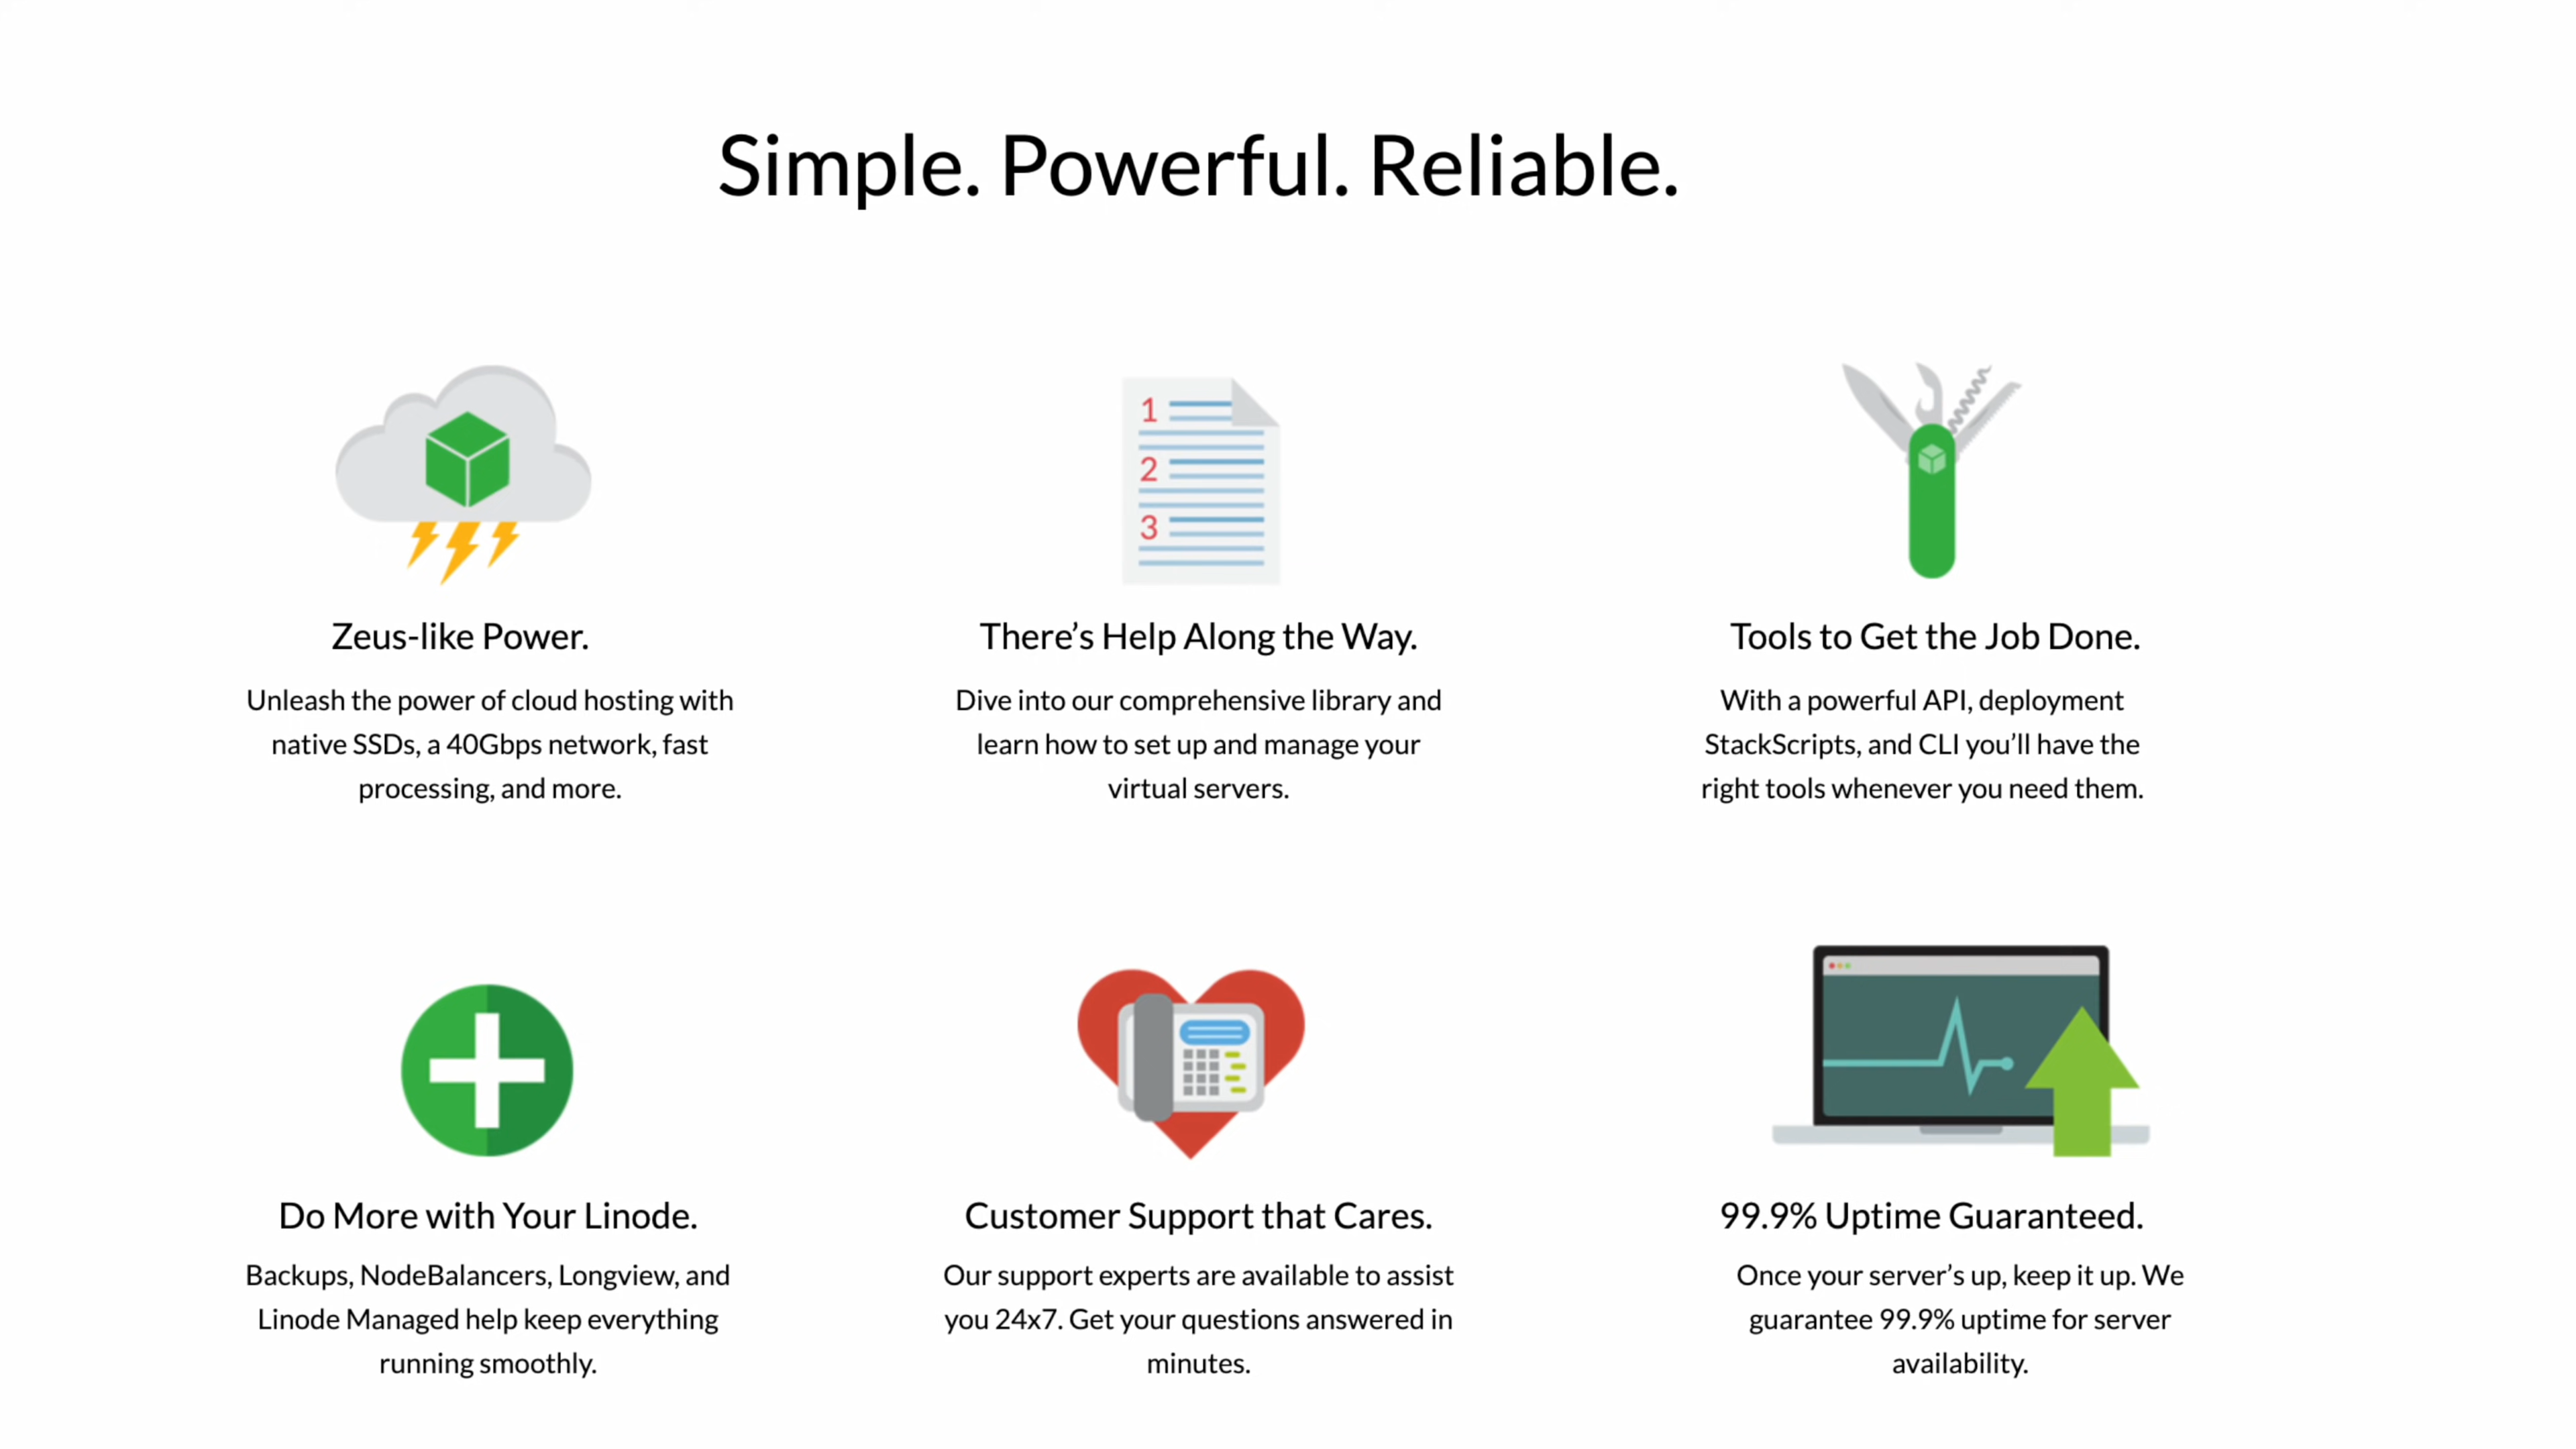 Simple. Powerful. Reliable.
1
2
3
Zeus-like Power.
Unleash the power of cloud hosting with
native SSDs, a 40Gbps network, fast
processing, and more.
There’s Help Along the Way.
Dive into our comprehensive library and
learn how to set up and manage your
virtual servers.
Tools to Get the Job Done.
With a powerful API, deployment
StackScripts, and CLI you’ll have the
right tools whenever you need them.
Do More with Your Linode.
Backups, NodeBalancers, Longview, and
Linode Managed help keep everything
running smoothly.
Customer Support that Cares.
Our support experts are available to assist
you 24x7. Get your questions answered in
minutes.
99.9% Uptime Guaranteed.
Once your server’s up, keep it up. We
guarantee 99.9% uptime for server
availability.